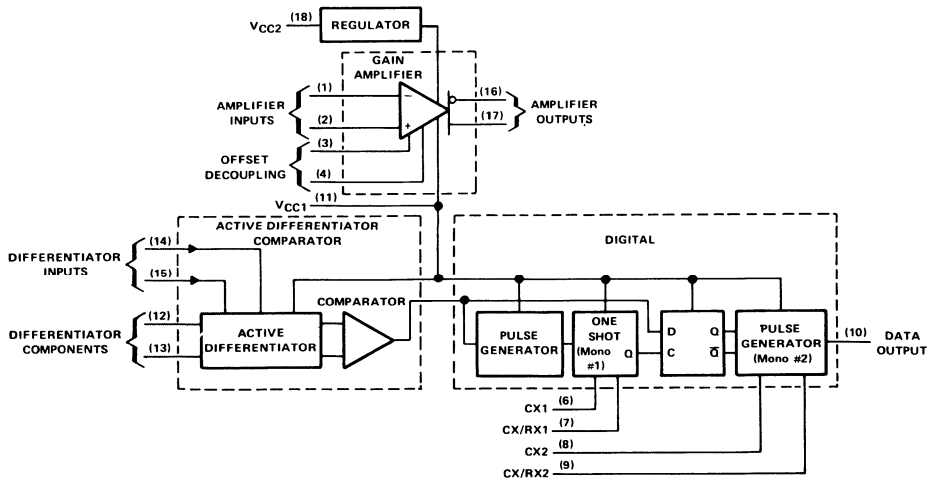 VCC2
(18)
REGULATOR
GAIN
AMPLIFIER
AMPLIFIER
INPUTS
(1)
(2)
−
+
(16)
(17)
AMPLIFIER
OUTPUTS
OFFSET
DECOUPLING
(3)
(4)
VCC1
(11)
ACTIVE DIFFERENTIATOR
COMPARATOR
DIFFERENTIATOR
INPUTS
(14)
(15)
DIFFERENTIATOR
COMPONENTS
(12)
(13)
ACTIVE
DIFFERENTIATOR
COMPARATOR
DIGITAL
PULSE
GENERATOR
ONE
SHOT
(Mono
#1)
Q
D
C
Q
Q̅
PULSE
GENERATOR
(Mono #2)
(10)
DATA
OUTPUT
CX1
(6)
CX/RX1
(7)
CX2
(8)
CX/RX2
(9)